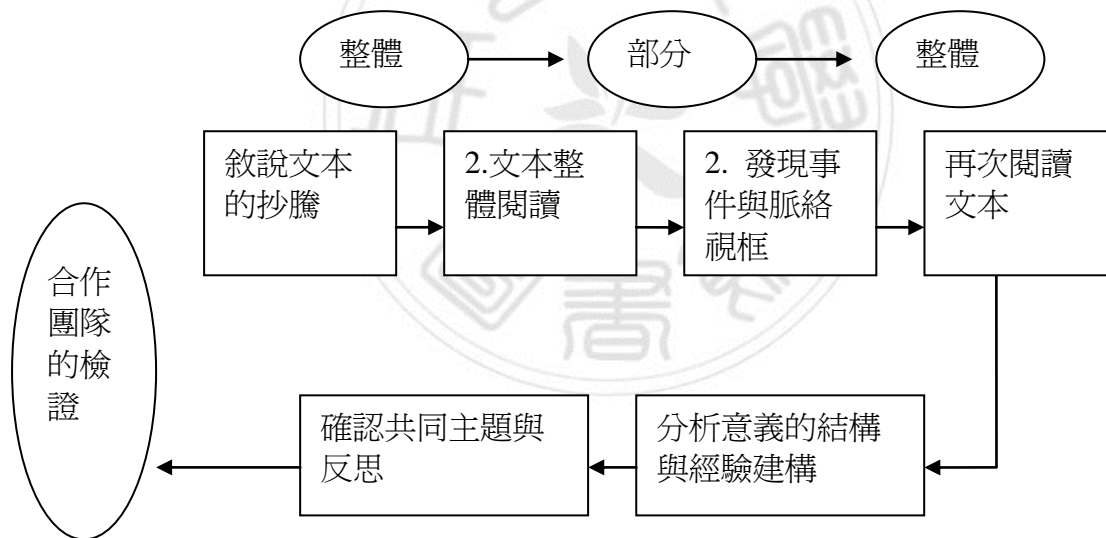 整體
部分
整體
敘說文本
的抄騰
2.文本整
體閱讀
2. 發現事
件與脈絡
視框
再次閱讀
文本
合作
團隊
的檢
證
確認共同主題與
反思
分析意義的結構
與經驗建構
書